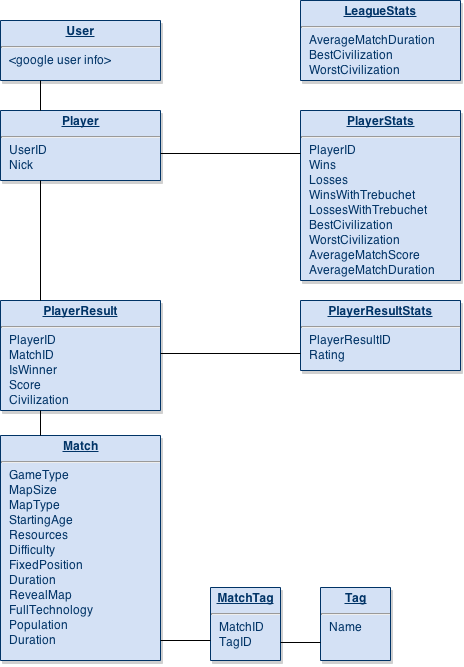 User
<google user info>
LeagueStats
AverageMatchDuration
BestCivilization
WorstCivilization
Player
UserID
Nick
PlayerStats
PlayerID
Wins
Losses
WinsWithTrebuchet
LossesWithTrebuchet
BestCivilization
WorstCivilization
AverageMatchScore
AverageMatchDuration
PlayerResult
PlayerID
MatchID
IsWinner
Score
Civilization
PlayerResultStats
PlayerResultID
Rating
Match
GameType
MapSize
MapType
StartingAge
Resources
Difficulty
FixedPosition
Duration
RevealMap
FullTechnology
Population
Duration
MatchTag
MatchID
TagID
Tag
Name